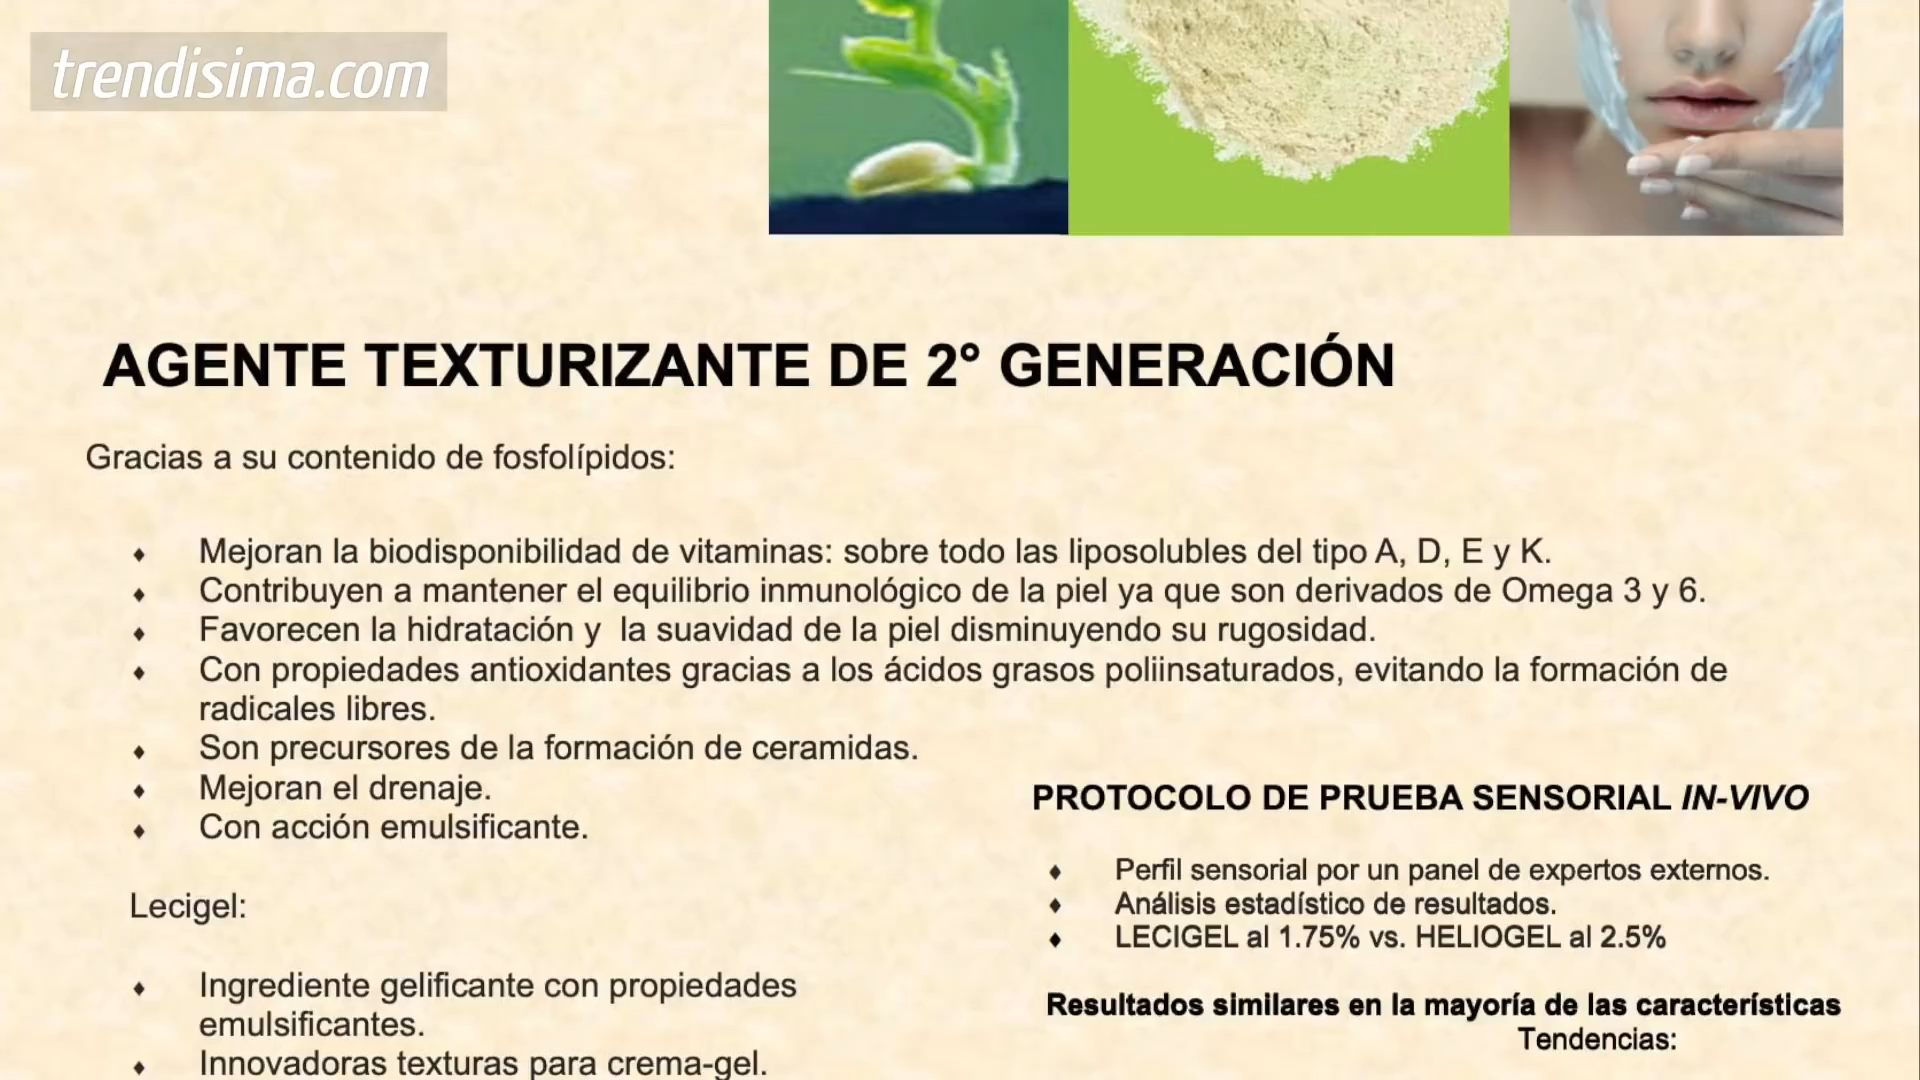 trendisima.com
AGENTE TEXTURIZANTE DE 2° GENERACIÓN
Gracias a su contenido de fosfolípidos:
♦ Mejoran la biodisponibilidad de vitaminas: sobre todo las liposolubles del tipo A, D, E y K.
♦ Contribuyen a mantener el equilibrio inmunológico de la piel ya que son derivados de Omega 3 y 6.
♦ Favorecen la hidratación y  la suavidad de la piel disminuyendo su rugosidad.
♦ Con propiedades antioxidantes gracias a los ácidos grasos poliinsaturados, evitando la formación de
radicales libres.
♦ Son precursores de la formación de ceramidas.
♦ Mejoran el drenaje.
♦ Con acción emulsificante.
Lecigel:
♦ Ingrediente gelificante con propiedades
emulsificantes.
♦ Innovadoras texturas para crema-gel.
PROTOCOLO DE PRUEBA SENSORIAL IN-VIVO
♦ Perfil sensorial por un panel de expertos externos.
♦ Análisis estadístico de resultados.
♦ LECIGEL al 1.75% vs. HELIOGEL al 2.5%
Resultados similares en la mayoría de las características
Tendencias: